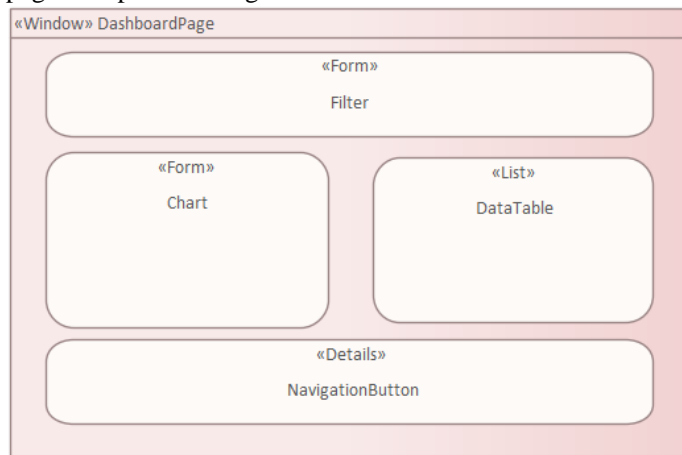 «Window» DashboardPage
«Form»
Filter
«Form»
Chart
«List»
DataTable
«Details»
NavigationButton